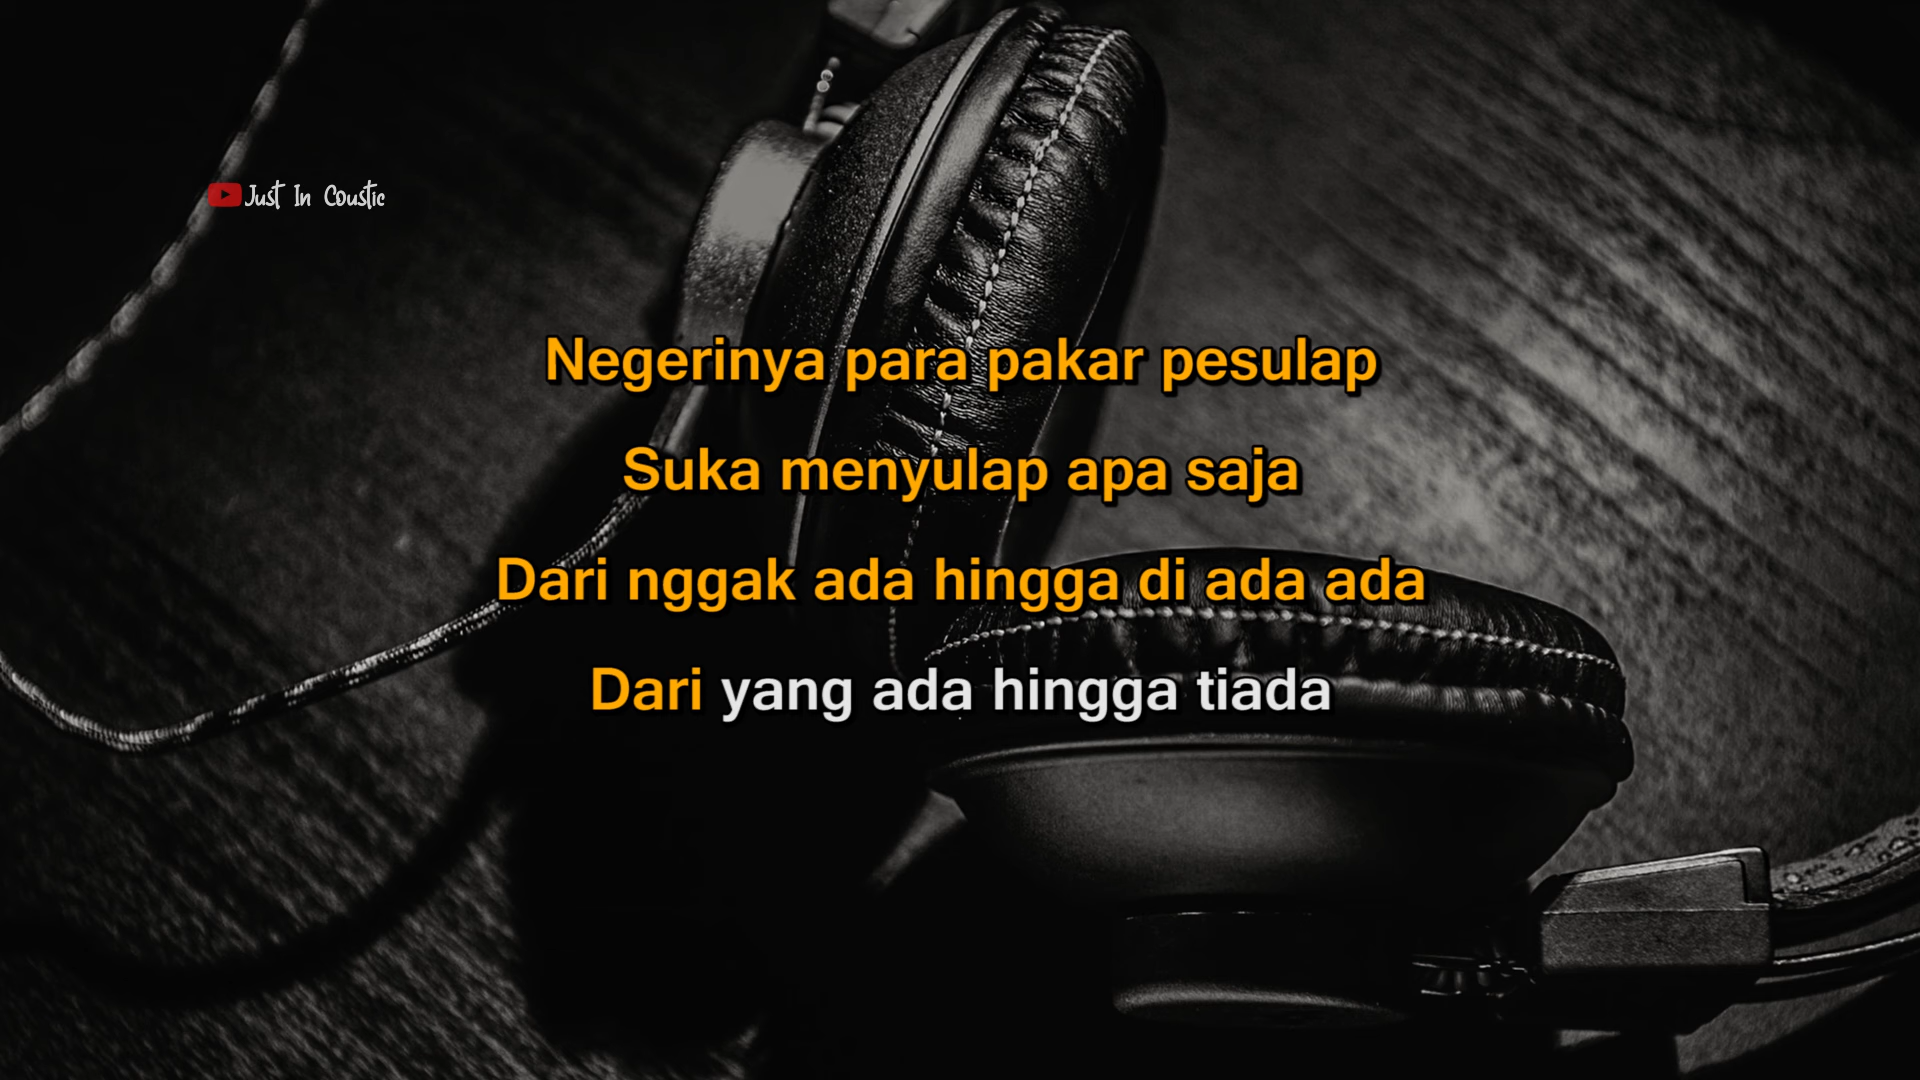 Just In Coustic
Negerinya para pakar pesulap
Suka menyulap apa saja
Dari nggak ada hingga di ada ada
Dari yang ada hingga tiada